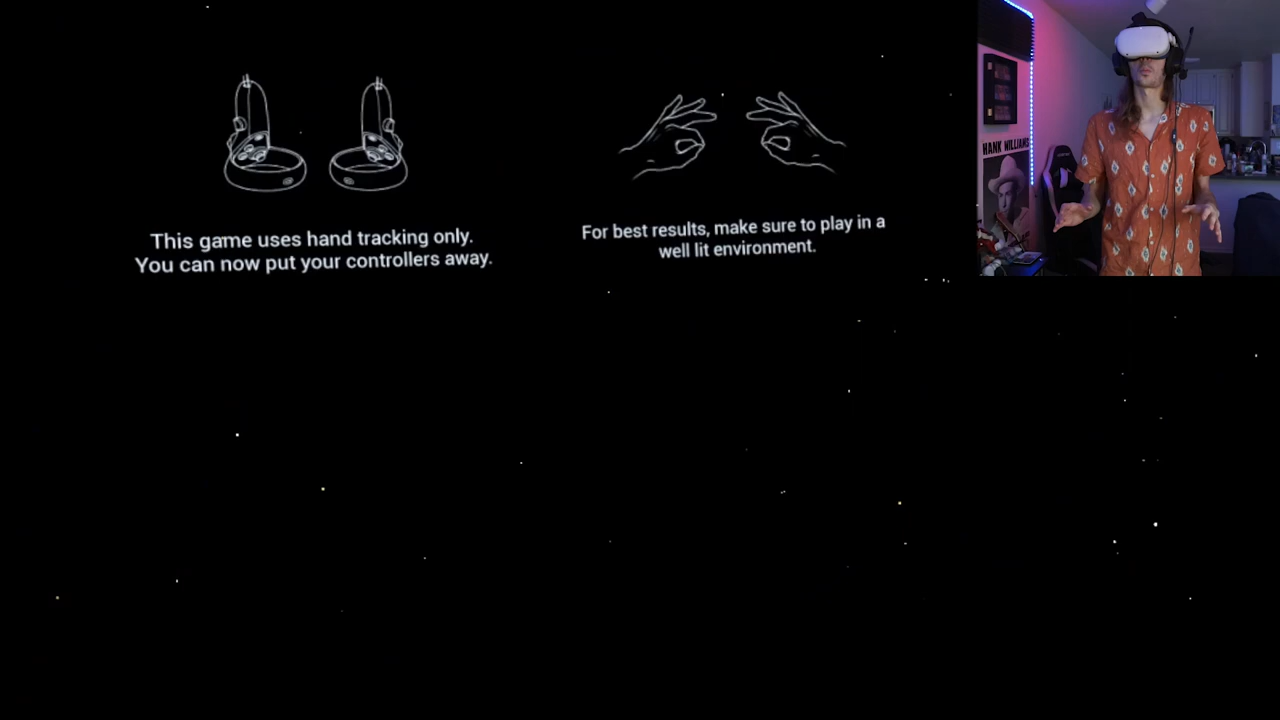 This game uses hand tracking only.
You can now put your controllers away.
For best results, make sure to play in a
well lit environment.
HANK WILLIAMS